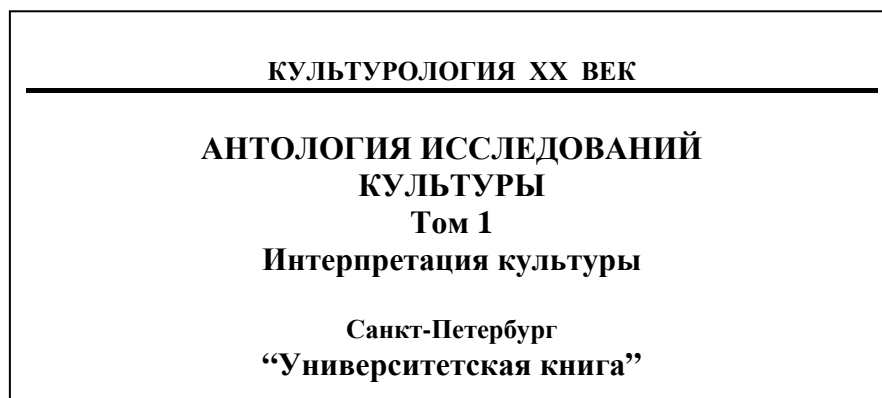 КУЛЬТУРОЛОГИЯ XX ВЕК
АНТОЛОГИЯ ИССЛЕДОВАНИЙ
КУЛЬТУРЫ
Том 1
Интерпретация культуры
Санкт-Петербург
“Университетская книга”